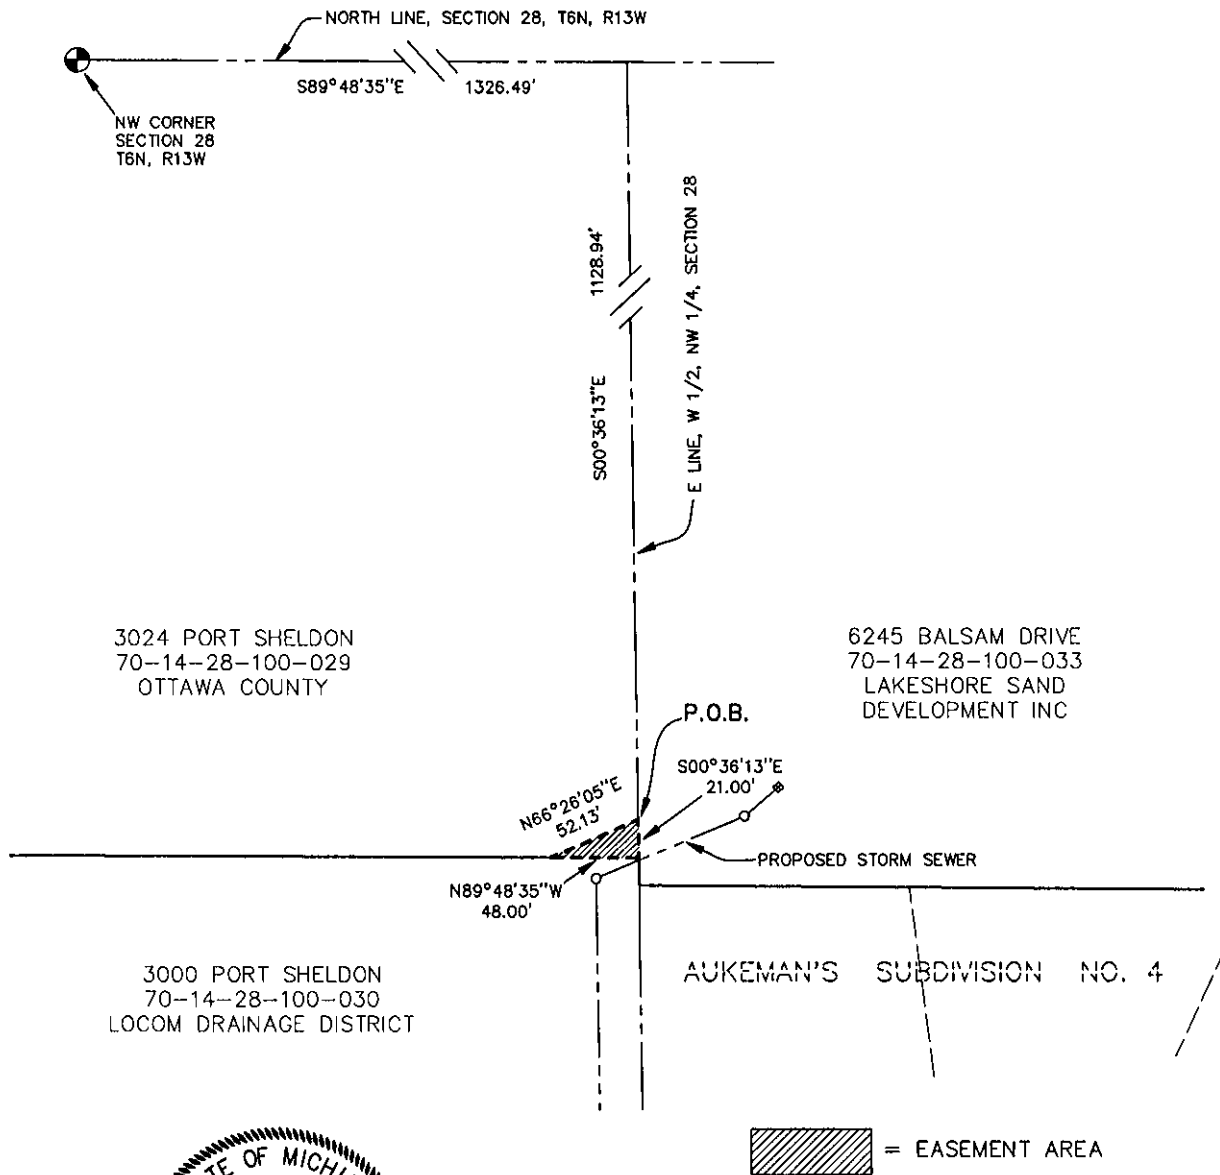 NORTH LINE, SECTION 28, T6N, R13W
S89°48'35"E 1326.49'
NW CORNER
SECTION 28
T6N, R13W
1128.94'
S00°36'13"E
E LINE, W 1/2, NW 1/4, SECTION 28
3024 PORT SHELDON
70-14-28-100-029
OTTAWA COUNTY
6245 BALSAM DRIVE
70-14-28-100-033
LAKESHORE SAND
DEVELOPMENT INC
P.O.B.
S00°36'13"E
21.00'
N66°26'05"E
52.13'
PROPOSED STORM SEWER
N89°48'35"W
48.00'
3000 PORT SHELDON
70-14-28-100-030
LOCOM DRAINAGE DISTRICT
AUKEMAN'S SUBDIVISION NO. 4
= EASEMENT AREA
OF